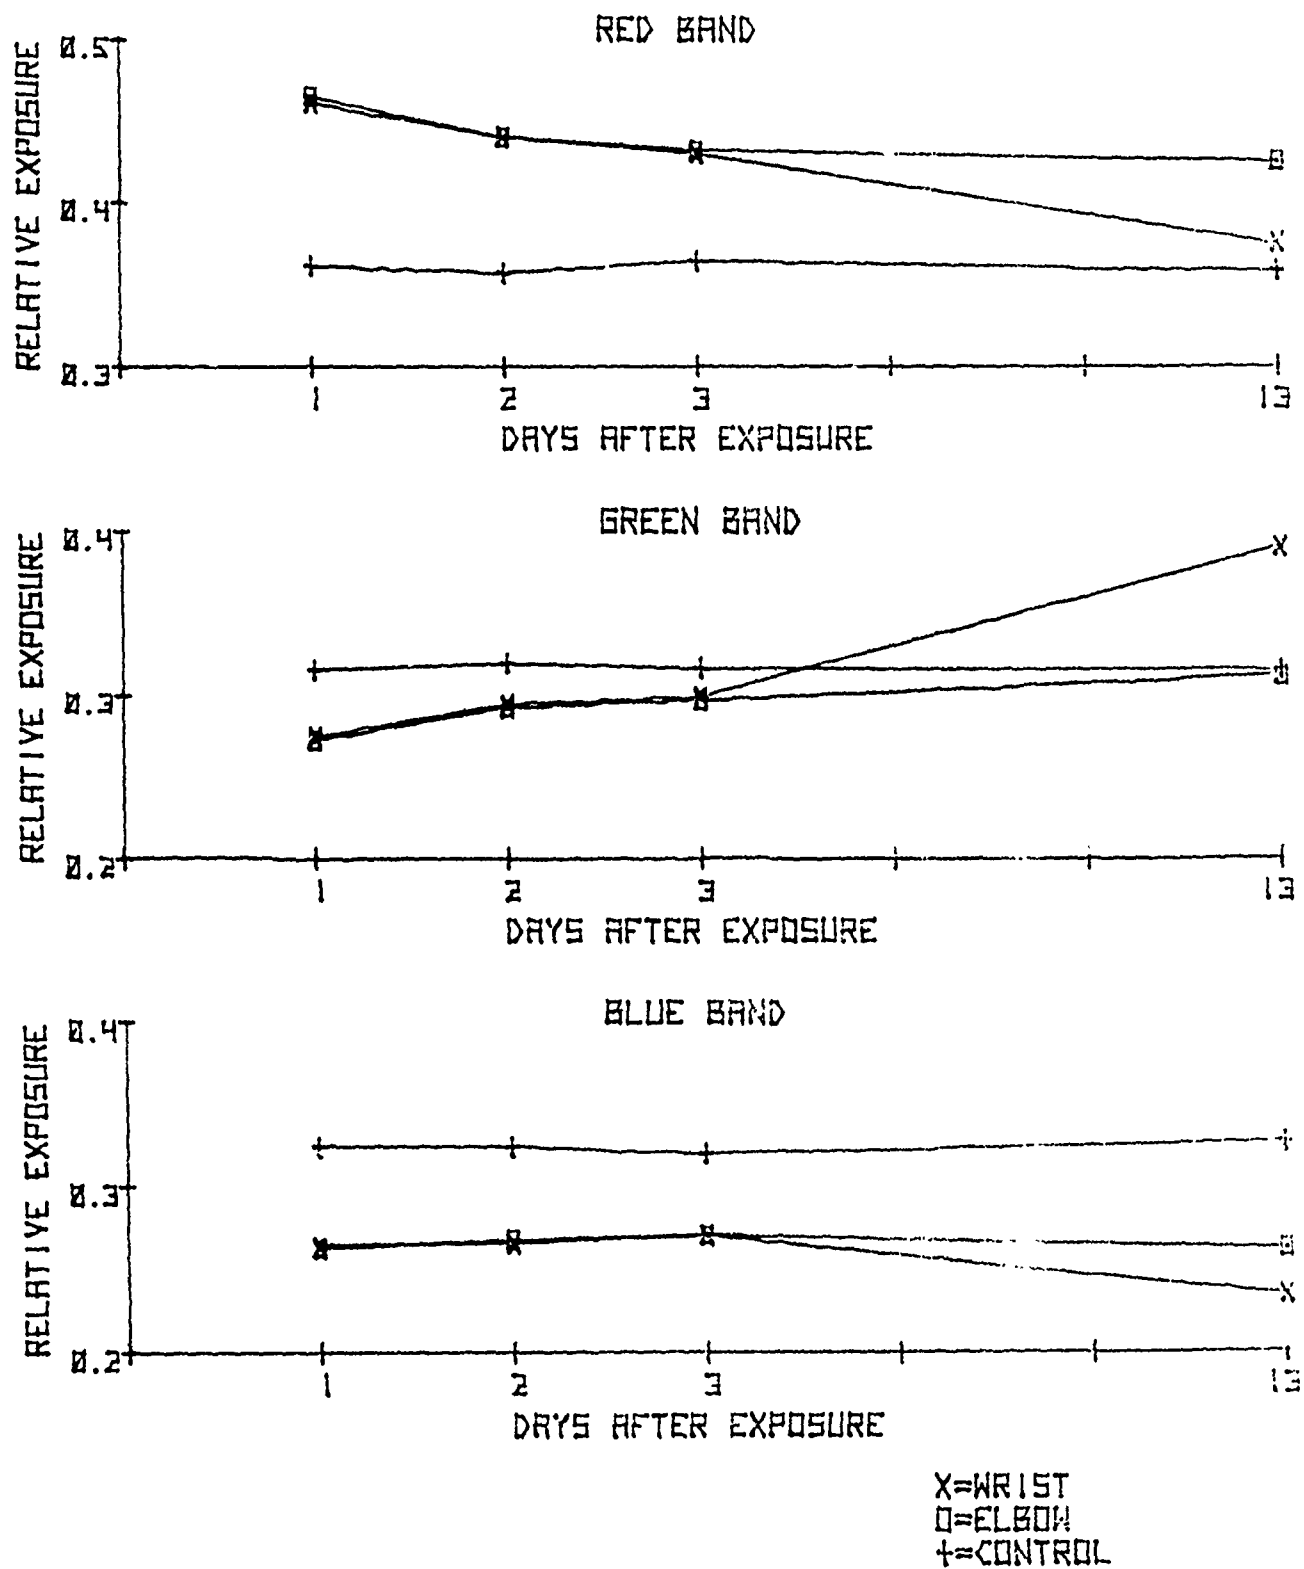 RED BAND
RELATIVE EXPOSURE
0.5
0.4
0.3
1 2 3 13
DAYS AFTER EXPOSURE
GREEN BAND
RELATIVE EXPOSURE
0.4
0.3
0.2
1 2 3 13
DAYS AFTER EXPOSURE
BLUE BAND
RELATIVE EXPOSURE
0.4
0.3
0.2
1 2 3 13
DAYS AFTER EXPOSURE
X=WRIST
O=ELBOW
+=CONTROL